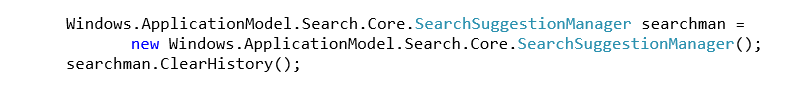 Windows.ApplicationModel.Search.Core.SearchSuggestionManager searchman =
new Windows.ApplicationModel.Search.Core.SearchSuggestionManager();
searchman.ClearHistory();